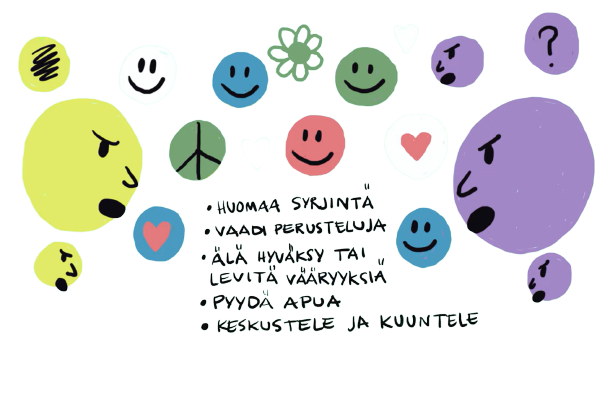 ?
• HUOMAA SYRJINTÄ
• VAADI PERUSTELUJA
• ÄLÄ HYVÄKSY TAI
LEVITÄ VÄÄRYYKSIÄ
• PYYDÄ APUA
• KESKUSTELE JA KUUNTELE